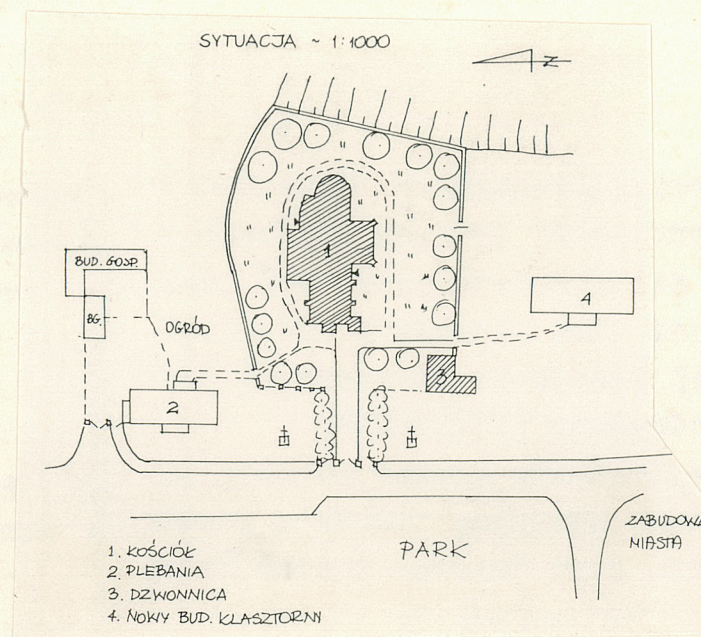 SYTUACJA ~ 1:1000
N
1
BUD. GOSP.
BG.
OGRÓD
4
3
2
ZABUDOWA
MIASTA
PARK
1. KOŚCIÓŁ
2. PLEBANIA
3. DZWONNICA
4. NOWY BUD. KLASZTORNY